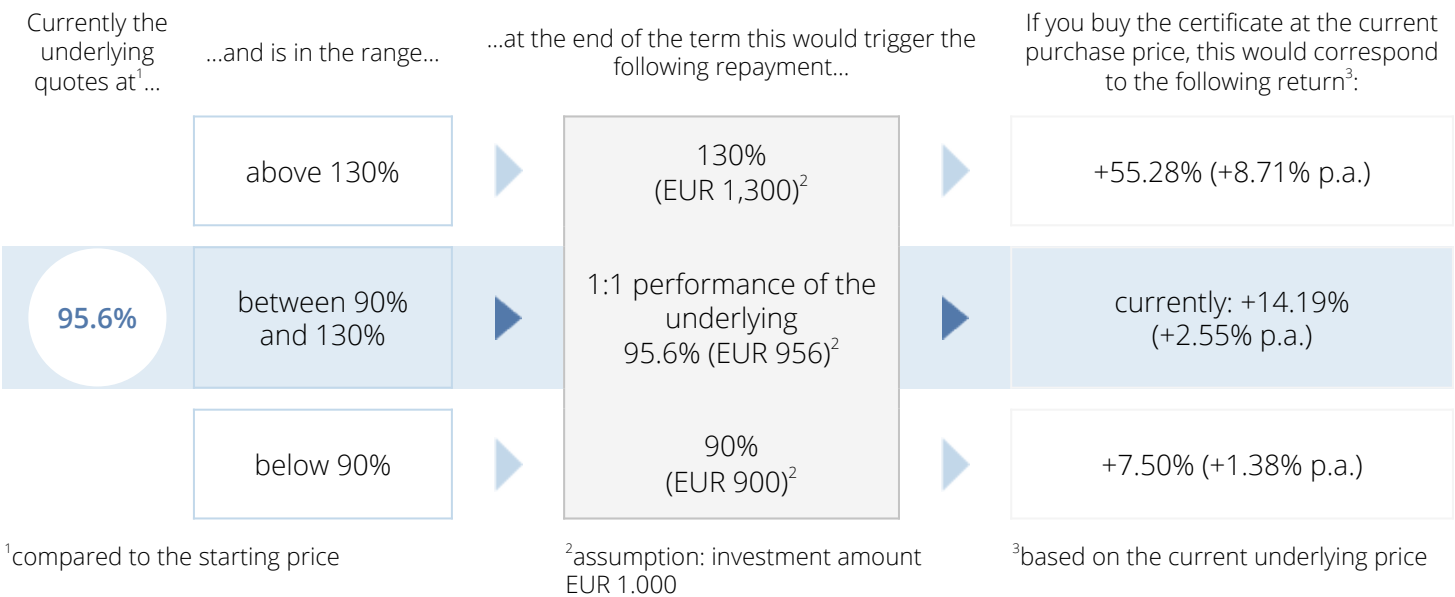 Currently the
underlying
quotes at¹...
...and is in the range...
...at the end of the term this would trigger the
following repayment...
If you buy the certificate at the current
purchase price, this would correspond
to the following return³:
above 130%
130%
(EUR 1,300)²
+55.28% (+8.71% p.a.)
95.6%
between 90%
and 130%
1:1 performance of the
underlying
95.6% (EUR 956)²
currently: +14.19%
(+2.55% p.a.)
below 90%
90%
(EUR 900)²
+7.50% (+1.38% p.a.)
¹compared to the starting price
²assumption: investment amount
EUR 1.000
³based on the current underlying price